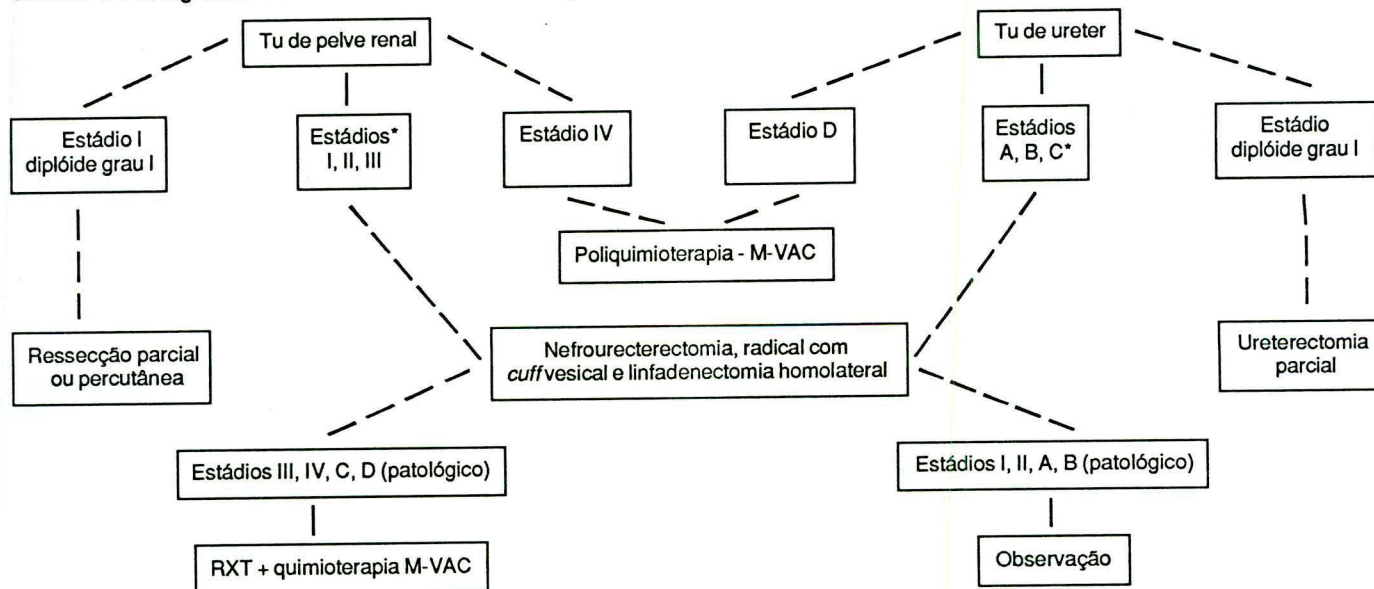 Tu de pelve renal
Tu de ureter
Estádio I
diplóide grau I
Estádios*
I, II, III
Estádio IV
Estádio D
Estádios
A, B, C*
Estádio
diplóide grau I
Poliquimioterapia - M-VAC
Ressecção parcial
ou percutânea
Nefrourecterectomia, radical com
cuff vesical e linfadenectomia homolateral
Ureterectomia
parcial
Estádios III, IV, C, D (patológico)
Estádios I, II, A, B (patológico)
RXT + quimioterapia M-VAC
Observação